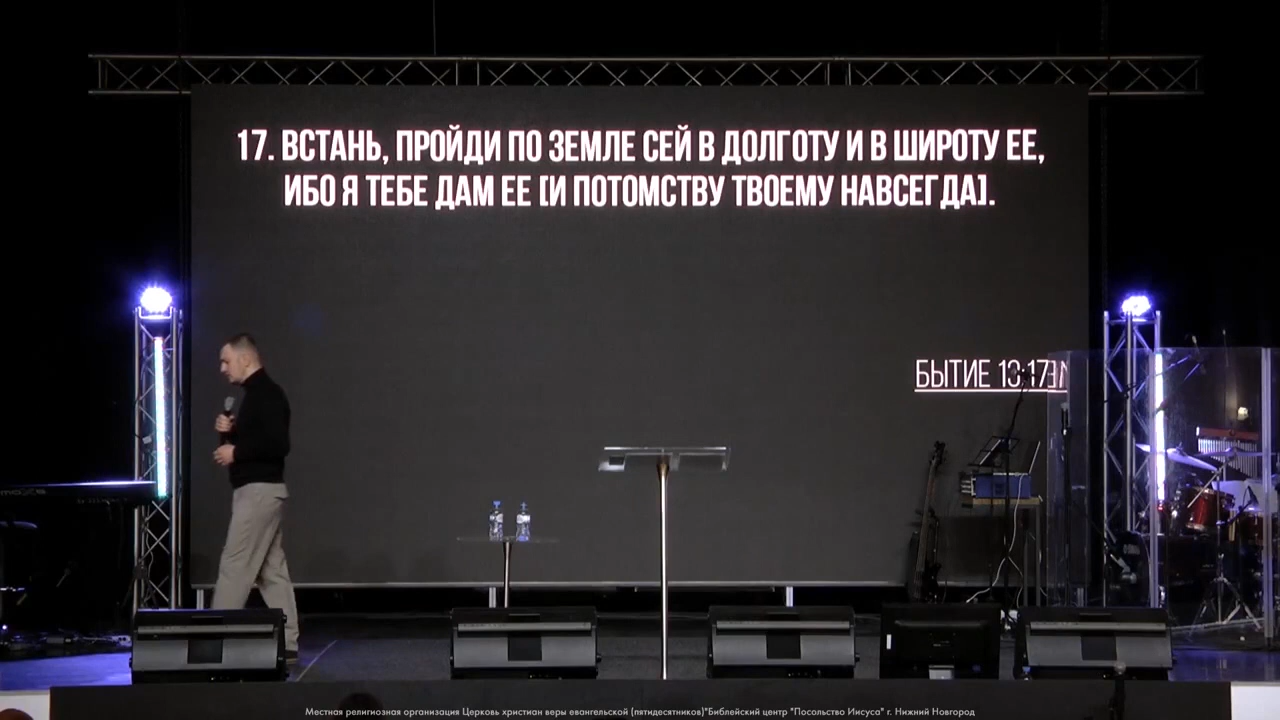 17. ВСТАНЬ, ПРОЙДИ ПО ЗЕМЛЕ СЕЙ В ДОЛГОТУ И В ШИРОТУ ЕЕ,
ИБО Я ТЕБЕ ДАМ ЕЕ [И ПОТОМСТВУ ТВОЕМУ НАВСЕГДА].
БЫТИЕ 13:17
Местная религиозная организация Церковь христиан веры евангельской (пятидесятников)"Библейский центр "Посольство Иисуса" г. Нижний Новгород